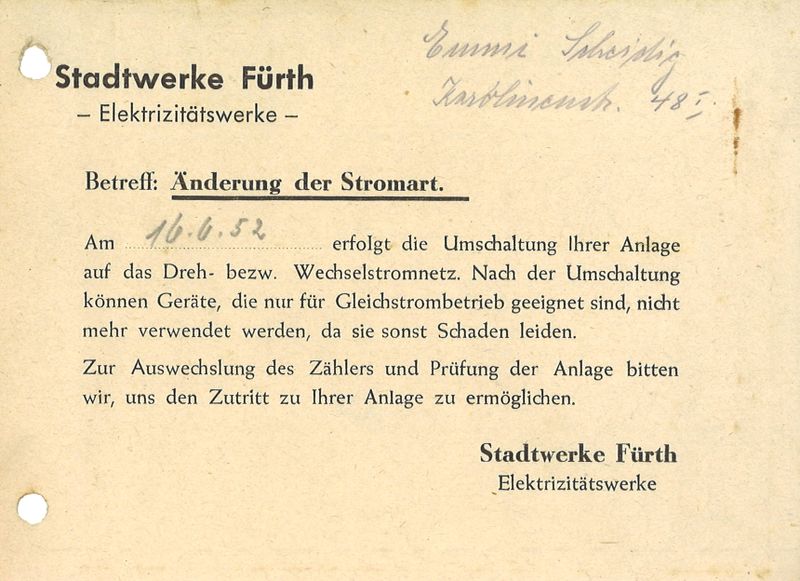 Emmi Scheidig
Karolinenstr. 48 I.
Stadtwerke Fürth
– Elektrizitätswerke –
Betreff: Änderung der Stromart.
Am 16.6.52 erfolgt die Umschaltung Ihrer Anlage
auf das Dreh- bezw. Wechselstromnetz. Nach der Umschaltung
können Geräte, die nur für Gleichstrombetrieb geeignet sind, nicht
mehr verwendet werden, da sie sonst Schaden leiden.
Zur Auswechslung des Zählers und Prüfung der Anlage bitten
wir, uns den Zutritt zu Ihrer Anlage zu ermöglichen.
Stadtwerke Fürth
Elektrizitätswerke